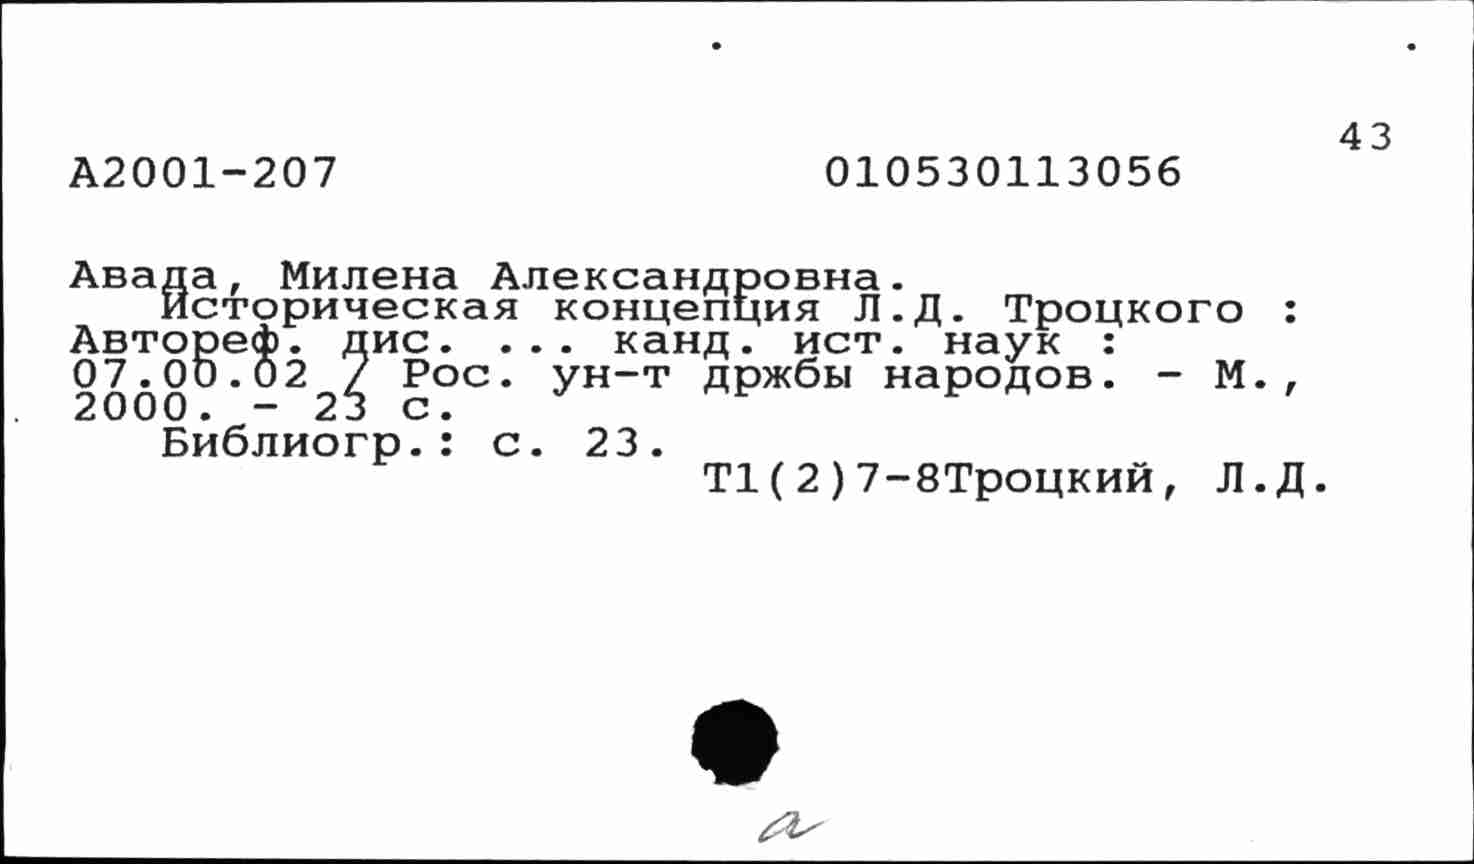 43
А2001-207 010530113056
Авада, Милена Александровна.
Историческая концепция Л.Д. Троцкого :
Автореф. дис. ... канд. ист. наук :
07.00.02 / Рос. ун-т држбы народов. - М.,
2000. - 23 с.
Библиогр.: с. 23.
Т1(2)7-8Троцкий, Л.Д.
а